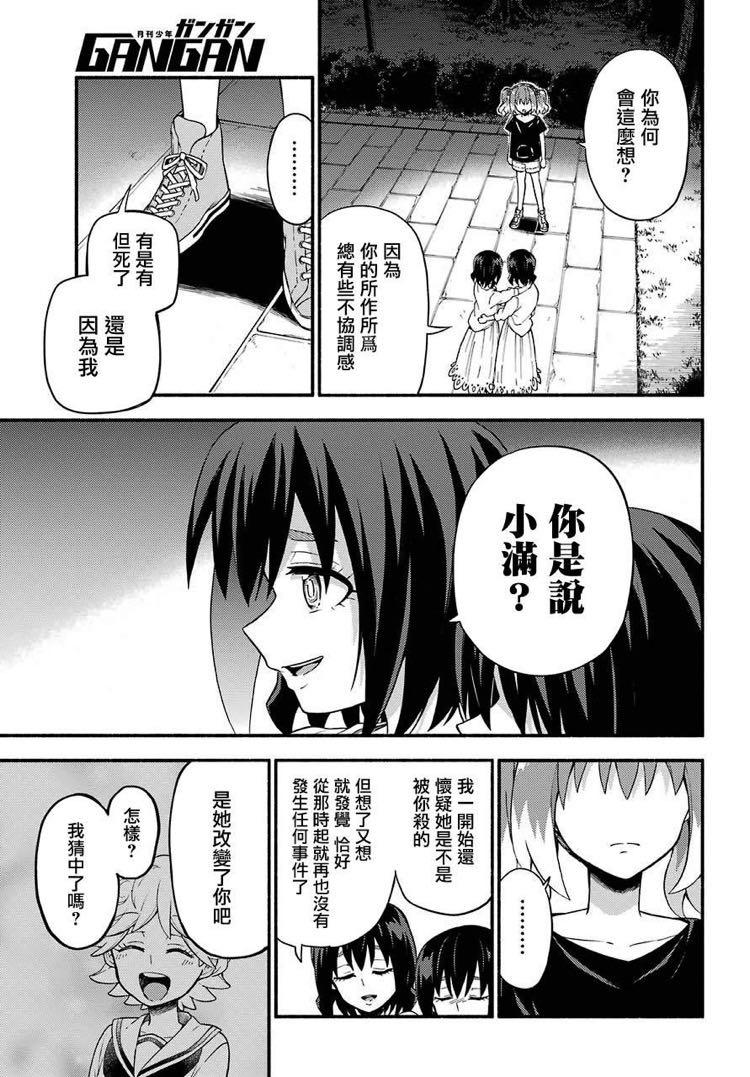 月刊少年
ガンガン
GANGAN
你為何
會這麼想?
因為
你的所作所爲
總有些不協調感
………
有是有
但死了
還是
因為我
你是說
小滿?
………
我一開始還
懷疑她是不是
被你殺的
但想了又想
就發覺 恰好
從那時起就再也沒有
發生任何事件了
是她改變了你吧
怎樣?
我猜中了嗎?